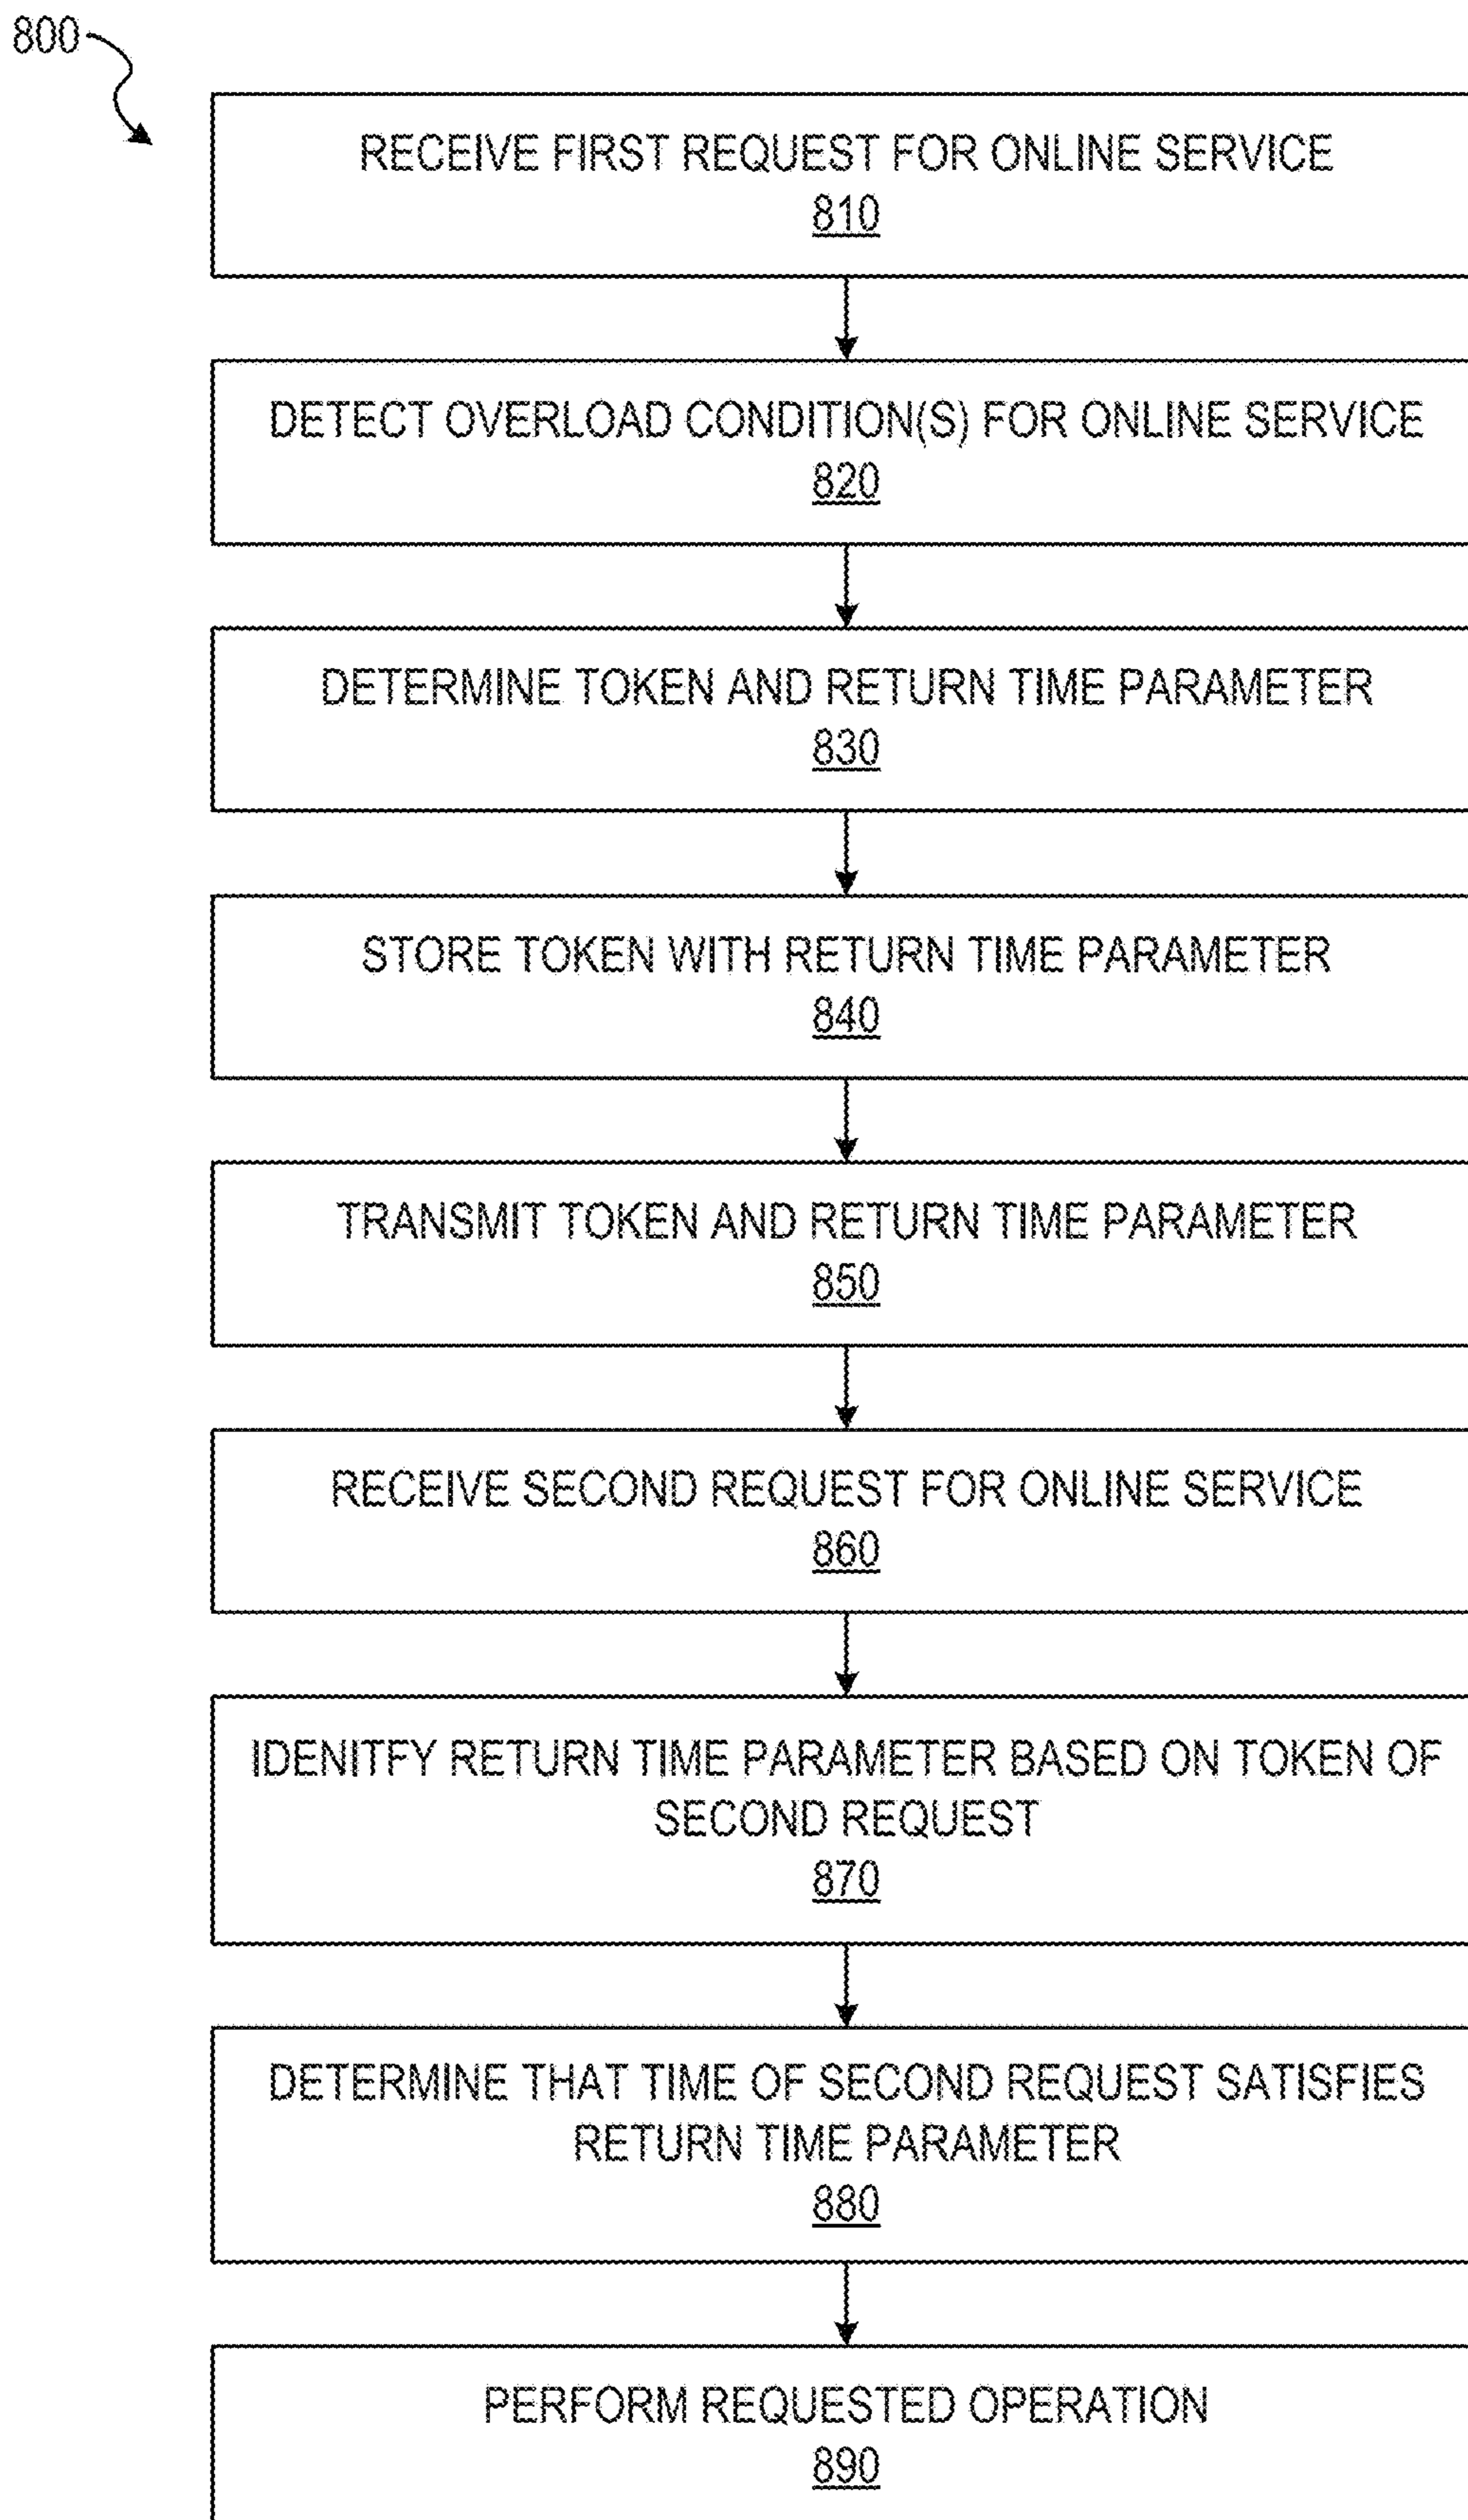 800
RECEIVE FIRST REQUEST FOR ONLINE SERVICE
810
DETECT OVERLOAD CONDITION(S) FOR ONLINE SERVICE
820
DETERMINE TOKEN AND RETURN TIME PARAMETER
830
STORE TOKEN WITH RETURN TIME PARAMETER
840
TRANSMIT TOKEN AND RETURN TIME PARAMETER
850
RECEIVE SECOND REQUEST FOR ONLINE SERVICE
860
IDENITFY RETURN TIME PARAMETER BASED ON TOKEN OF
SECOND REQUEST
870
DETERMINE THAT TIME OF SECOND REQUEST SATISFIES
RETURN TIME PARAMETER
880
PERFORM REQUESTED OPERATION
890